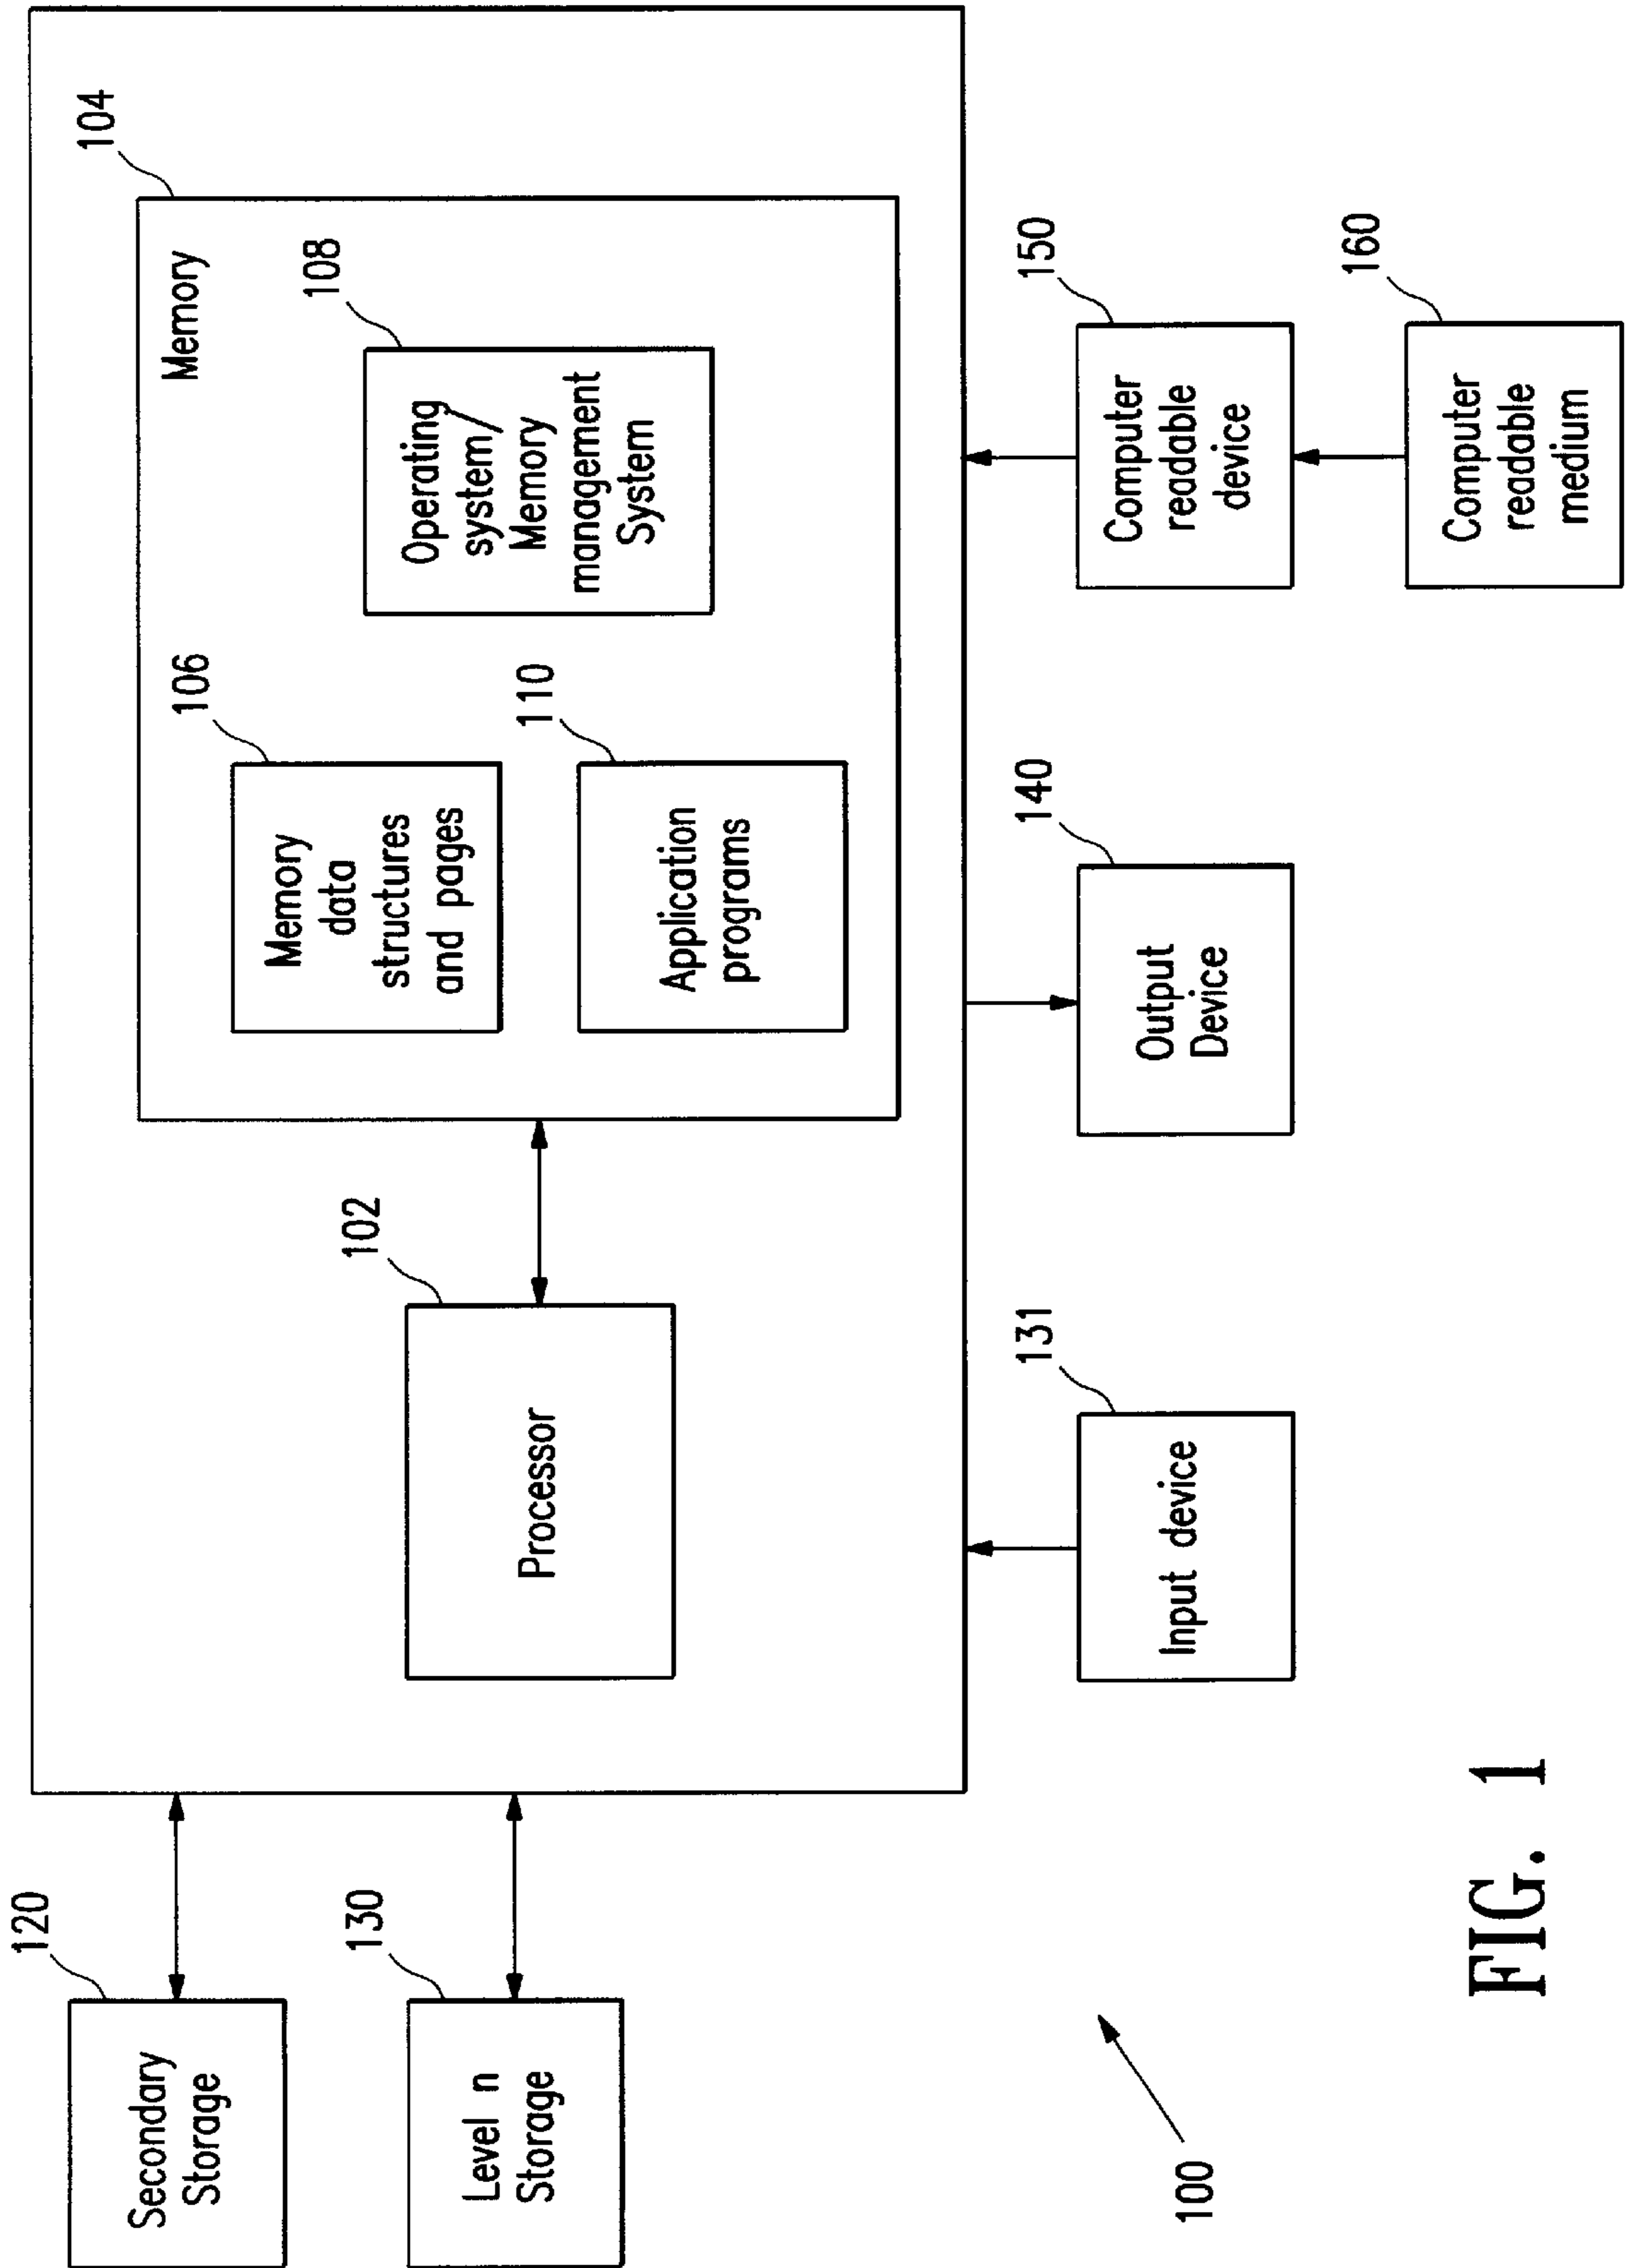 120
Secondary
Storage
130
Level n
Storage
104
Memory
102
Processor
106
Memory
data
structures
and pages
108
Operating
system/
Memory
management
System
110
Application
programs
131
Input device
140
Output
Device
150
Computer
readable
device
160
Computer
readable
medium
100
FIG. 1